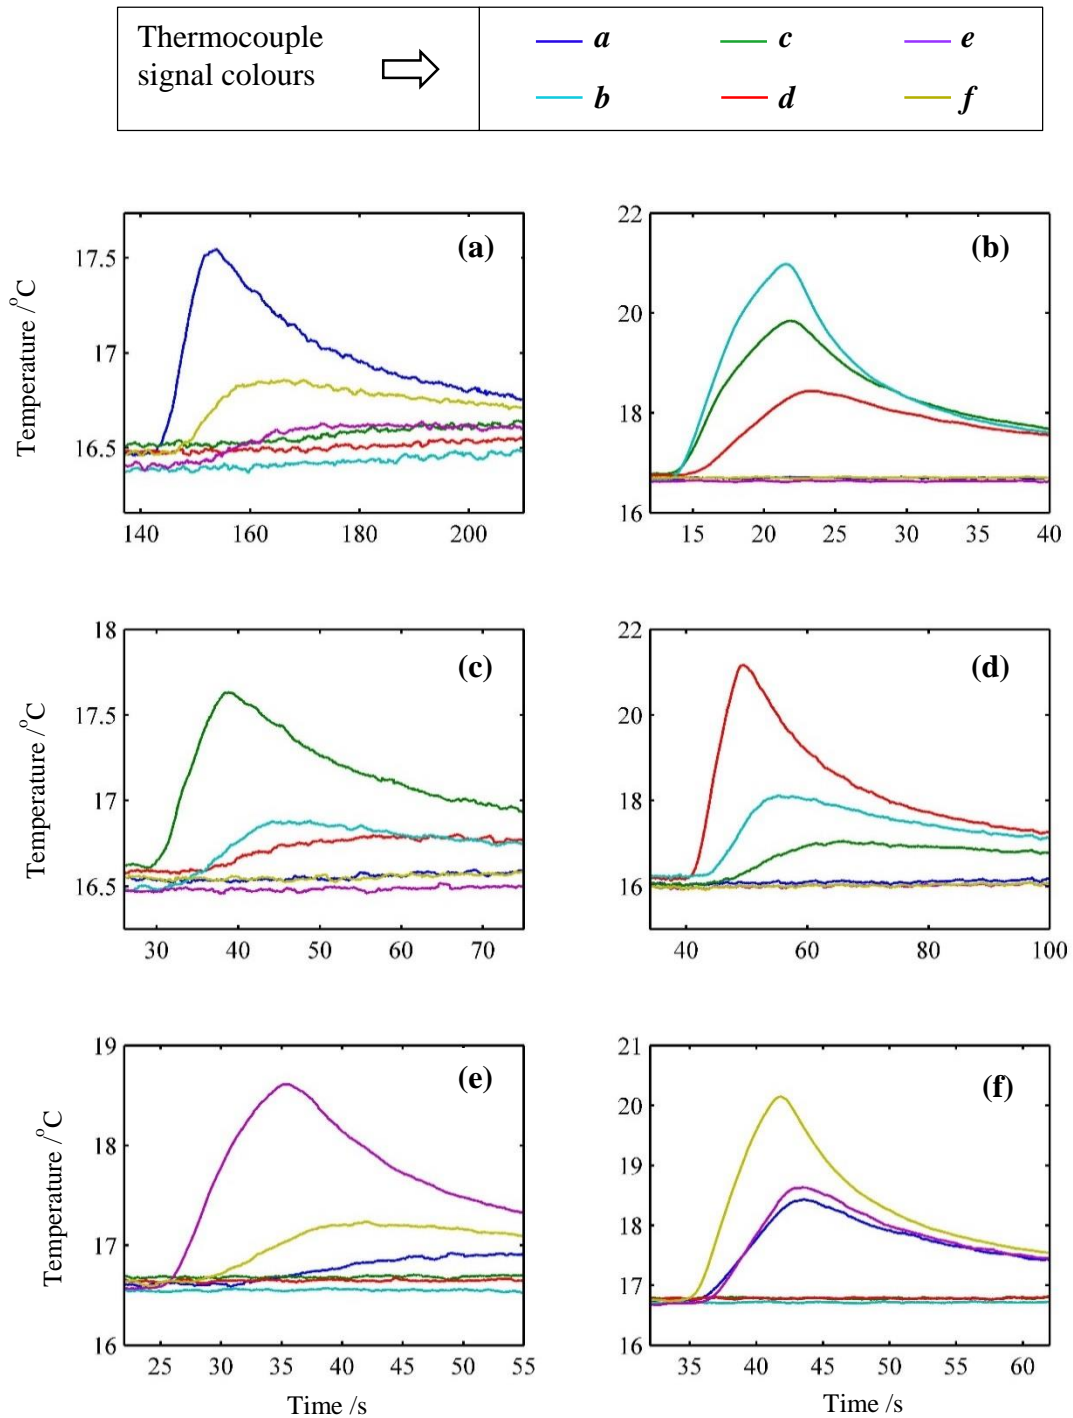 Thermocouple
signal colours
a
c
e
b
d
f
(a)
17.5
17
16.5
140 160 180 200
Temperature /°C
(b)
22
20
18
16
15 20 25 30 35 40
(c)
18
17.5
17
16.5
30 40 50 60 70
Temperature /°C
(d)
22
20
18
16
40 60 80 100
(e)
19
18
17
16
25 30 35 40 45 50 55
Temperature /°C
Time /s
(f)
21
20
19
18
17
16
35 40 45 50 55 60
Time /s